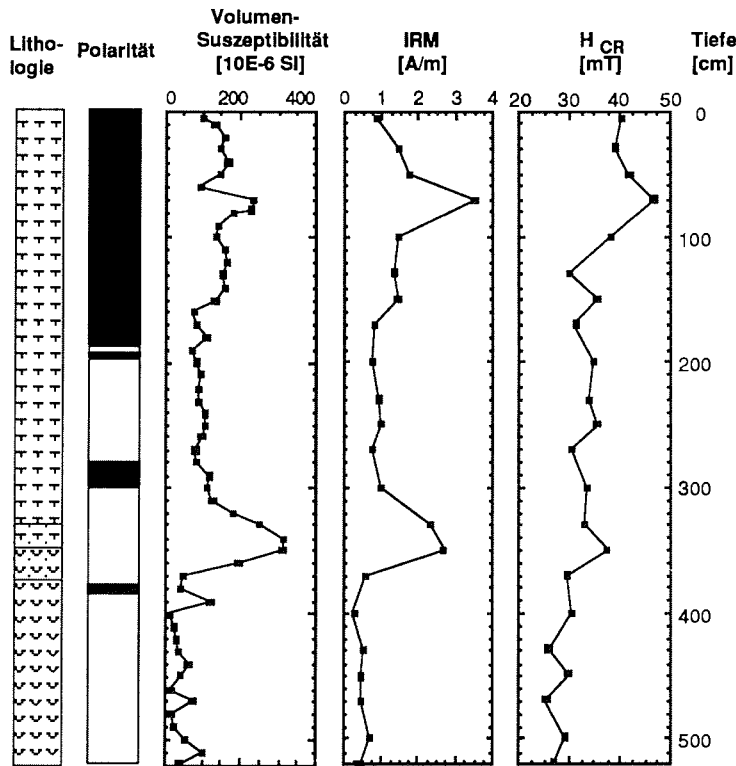 Litho-
logie
Polarität
Volumen-
Suszeptibilität
[10E-6 SI]
IRM
[A/m]
H CR
[mT]
Tiefe
[cm]
0 200 400
0 1 2 3 4
20 30 40 50
0
100
200
300
400
500